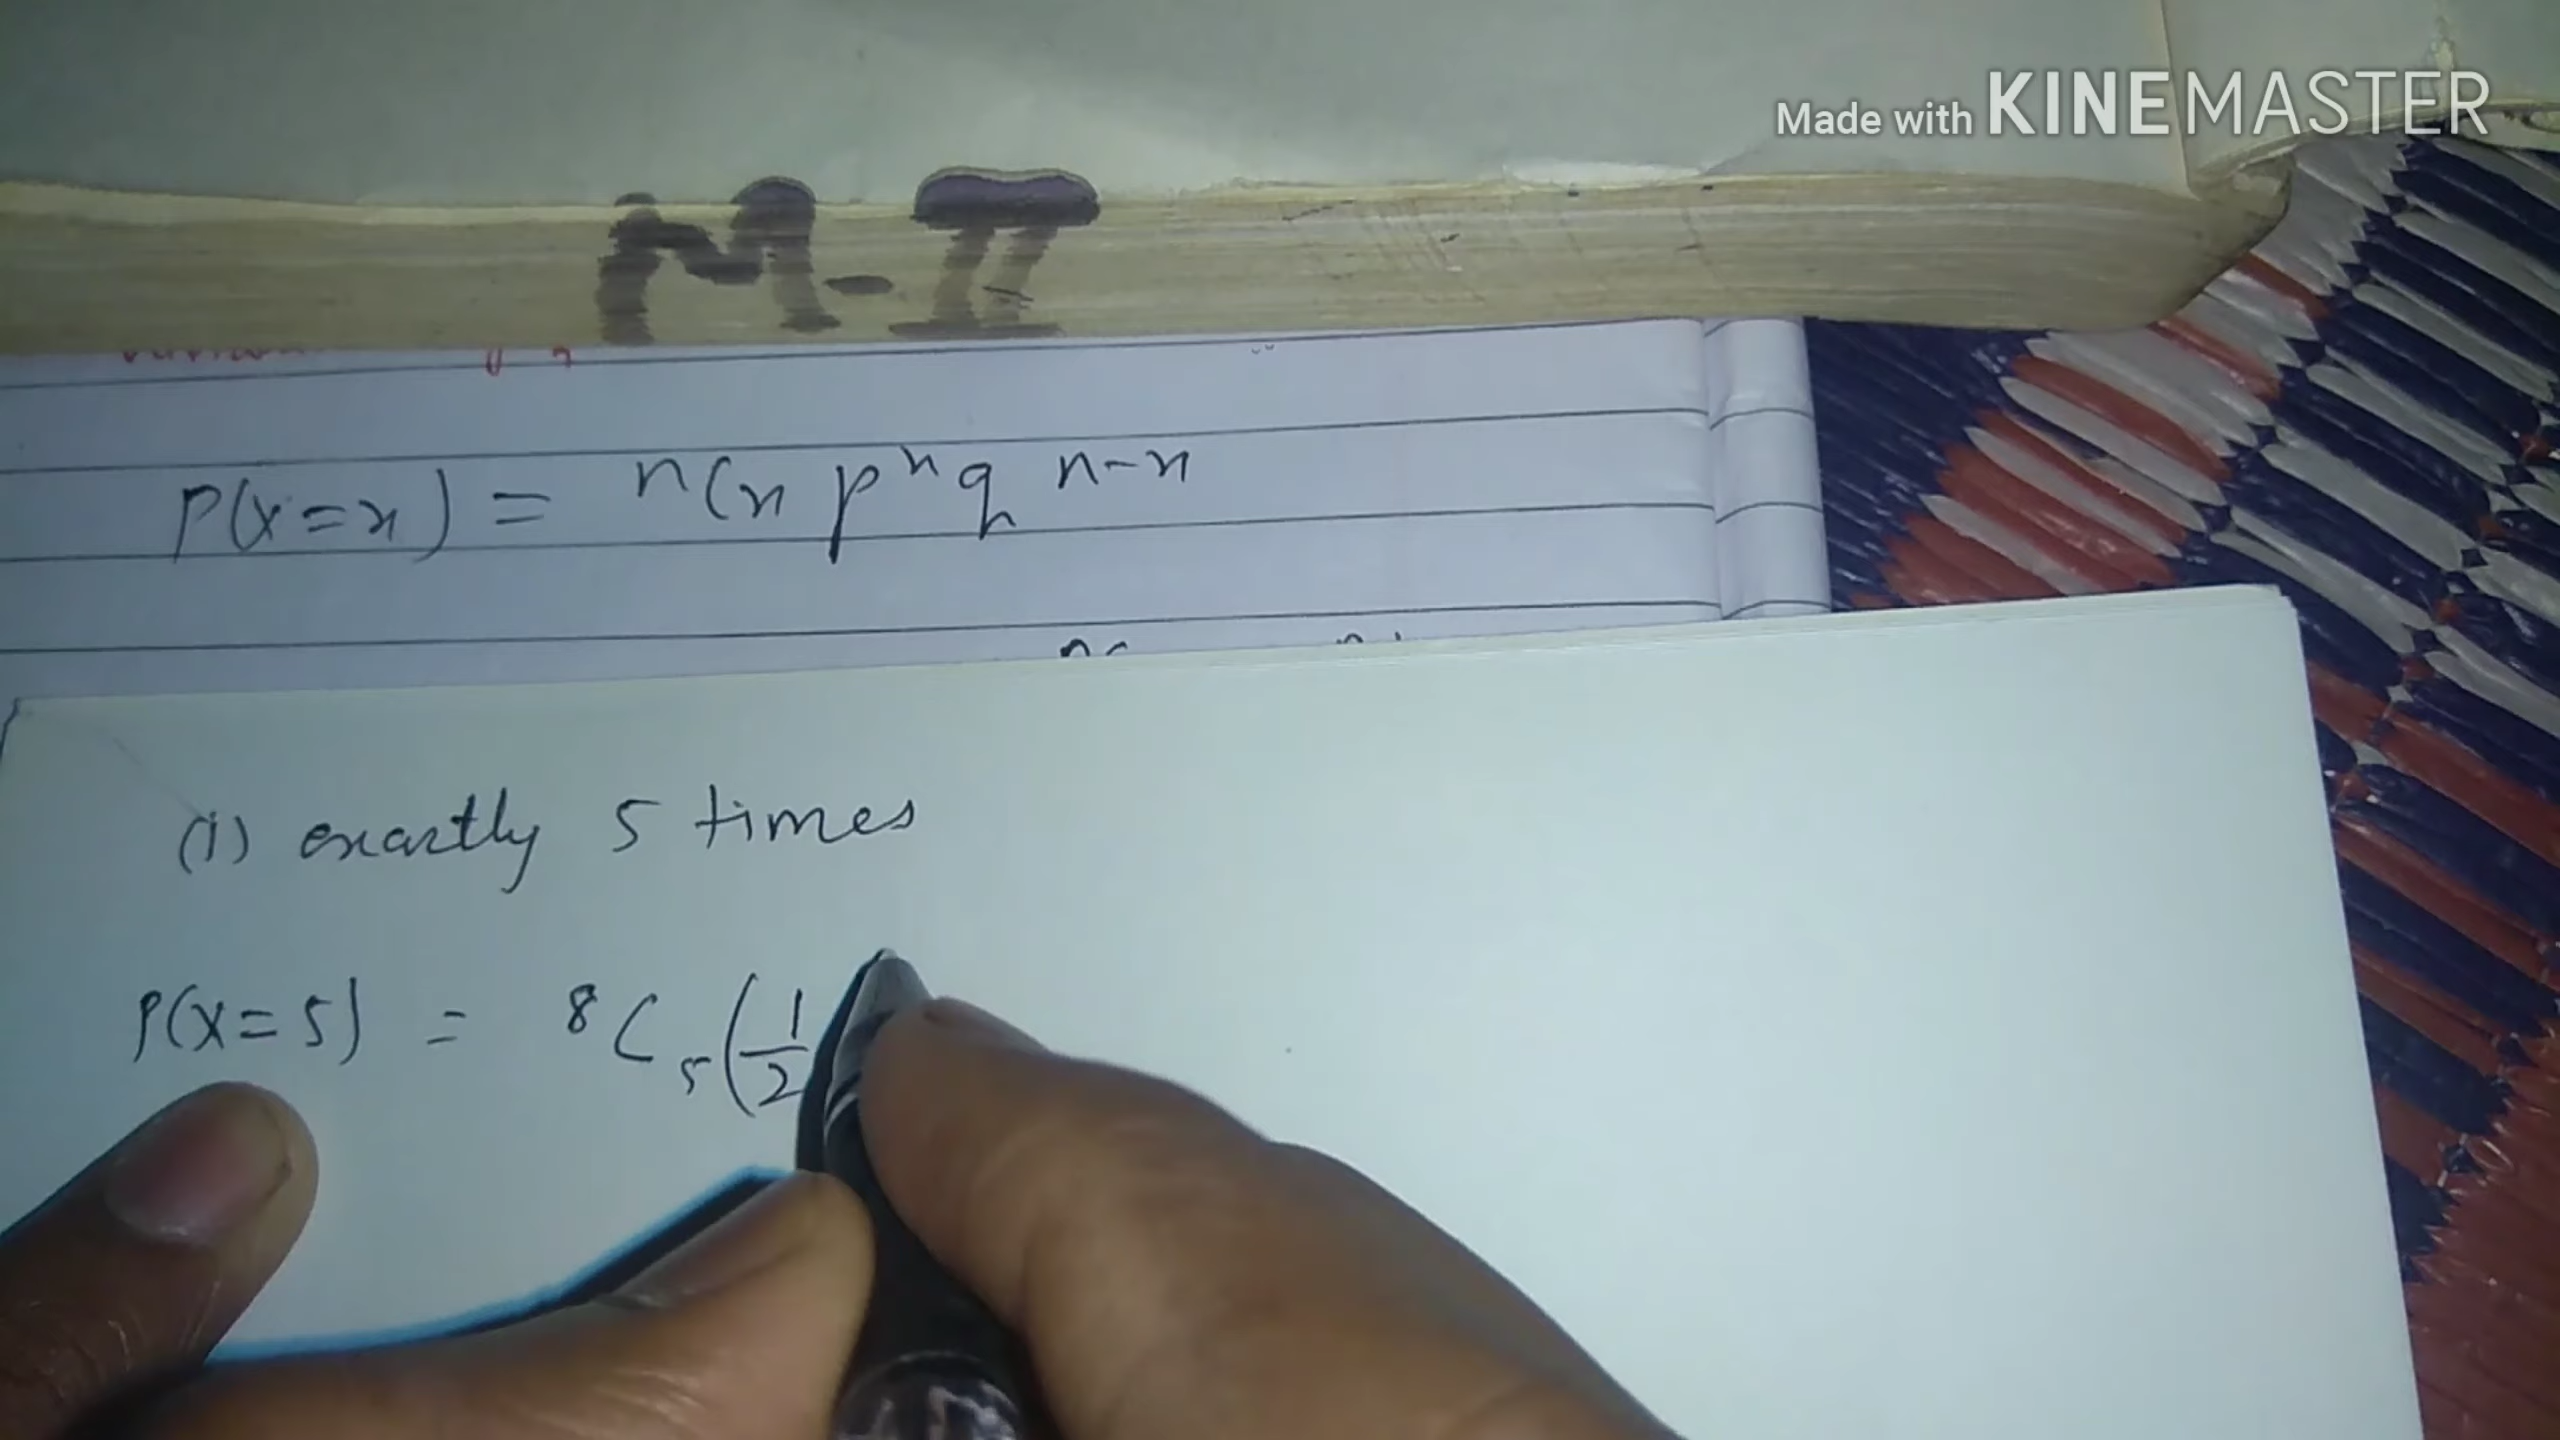 Made with KINEMASTER
M-II
P(X=x) = nCx p^x q^n-x
(i) exactly 5 times
P(X=5) = 8C5(1/2